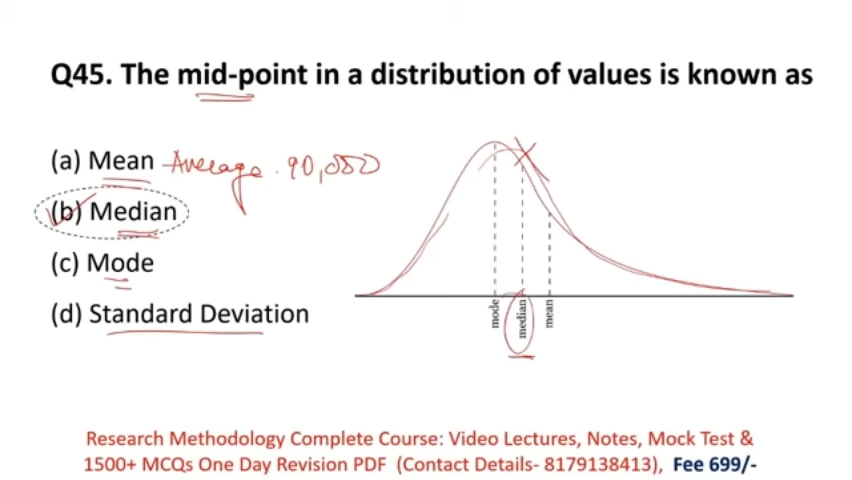 Q45. The mid-point in a distribution of values is known as
(a) Mean Average. 90,000
(b) Median
(c) Mode
(d) Standard Deviation
mode
median
mean
Research Methodology Complete Course: Video Lectures, Notes, Mock Test &
1500+ MCQs One Day Revision PDF (Contact Details- 8179138413), Fee 699/-